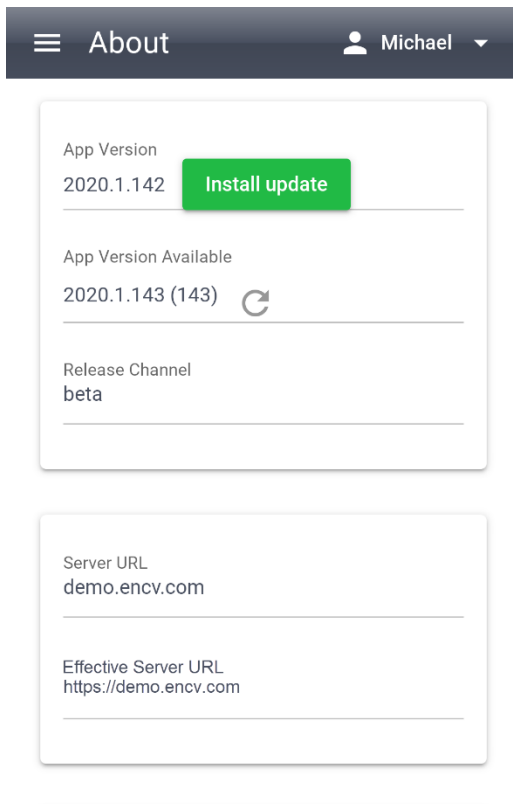 About
Michael
App Version
2020.1.142
Install update
App Version Available
2020.1.143 (143)
Release Channel
beta
Server URL
demo.encv.com
Effective Server URL
https://demo.encv.com